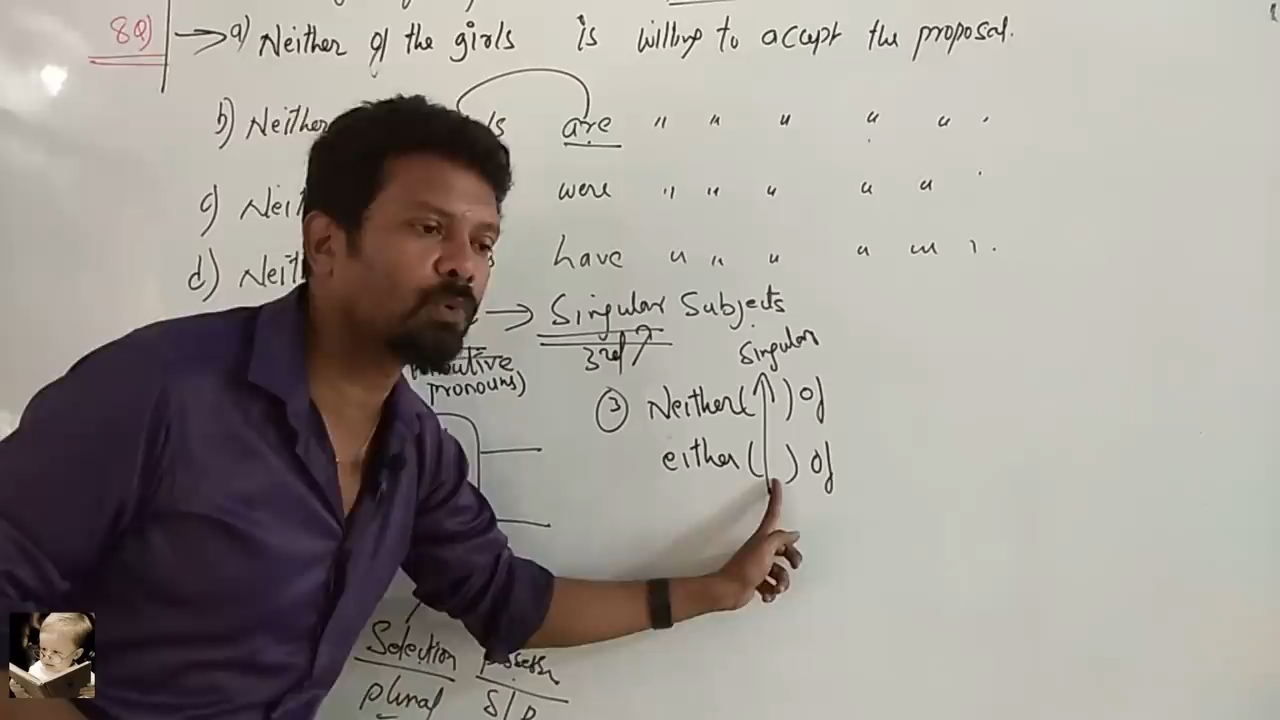 8Q) → a) Neither of the girls is willing to accept the proposal.
b) Neither are " " " " " .
c) Nei were " " " " " .
d) Neit have " " " " " " .
→ Singular Subjects
3rd
Singular
pronouns)
③ Neither ( ) of
either ( ) of
Selection
plural S/P